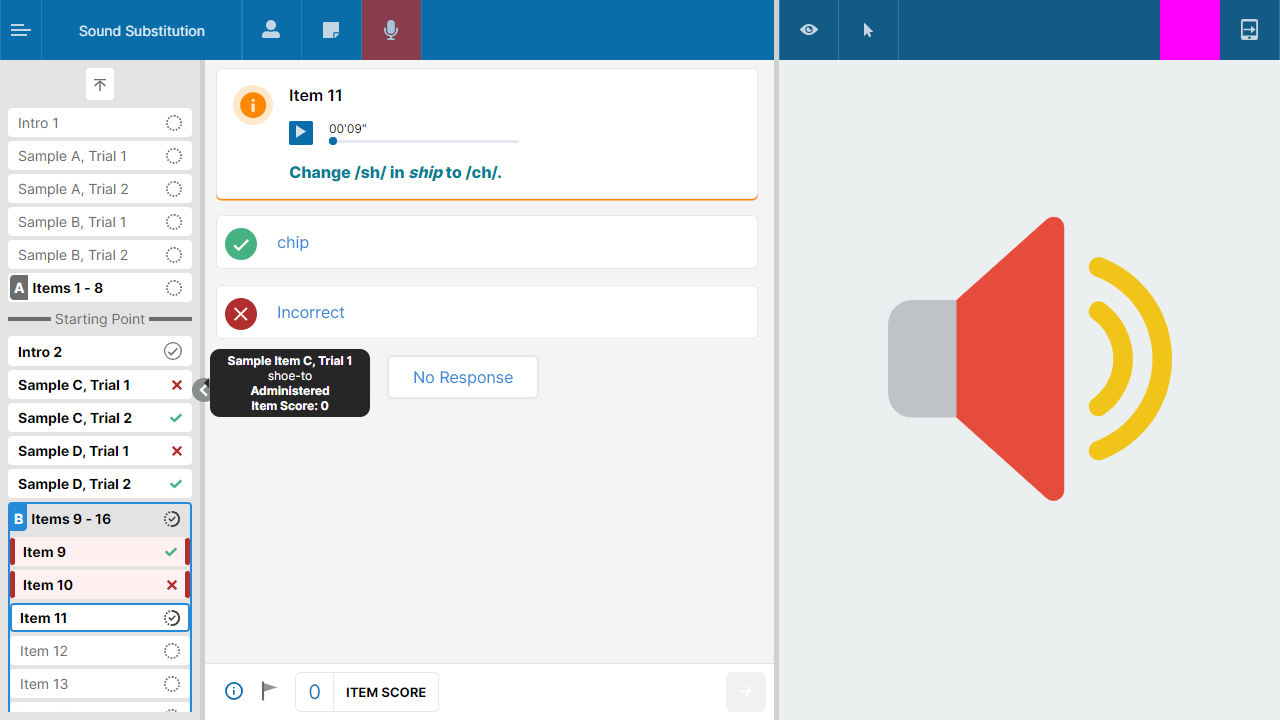 Sound Substitution
Intro 1
Sample A, Trial 1
Sample A, Trial 2
Sample B, Trial 1
Sample B, Trial 2
A Items 1 - 8
Starting Point
Intro 2
Sample C, Trial 1
Sample C, Trial 2
Sample D, Trial 1
Sample D, Trial 2
B Items 9 - 16
Item 9
Item 10
Item 11
Item 12
Item 13
Item 11
00'09"
Change /sh/ in ship to /ch/.
chip
Incorrect
Sample Item C, Trial 1
shoe-to
Administered
Item Score: 0
No Response
0 ITEM SCORE